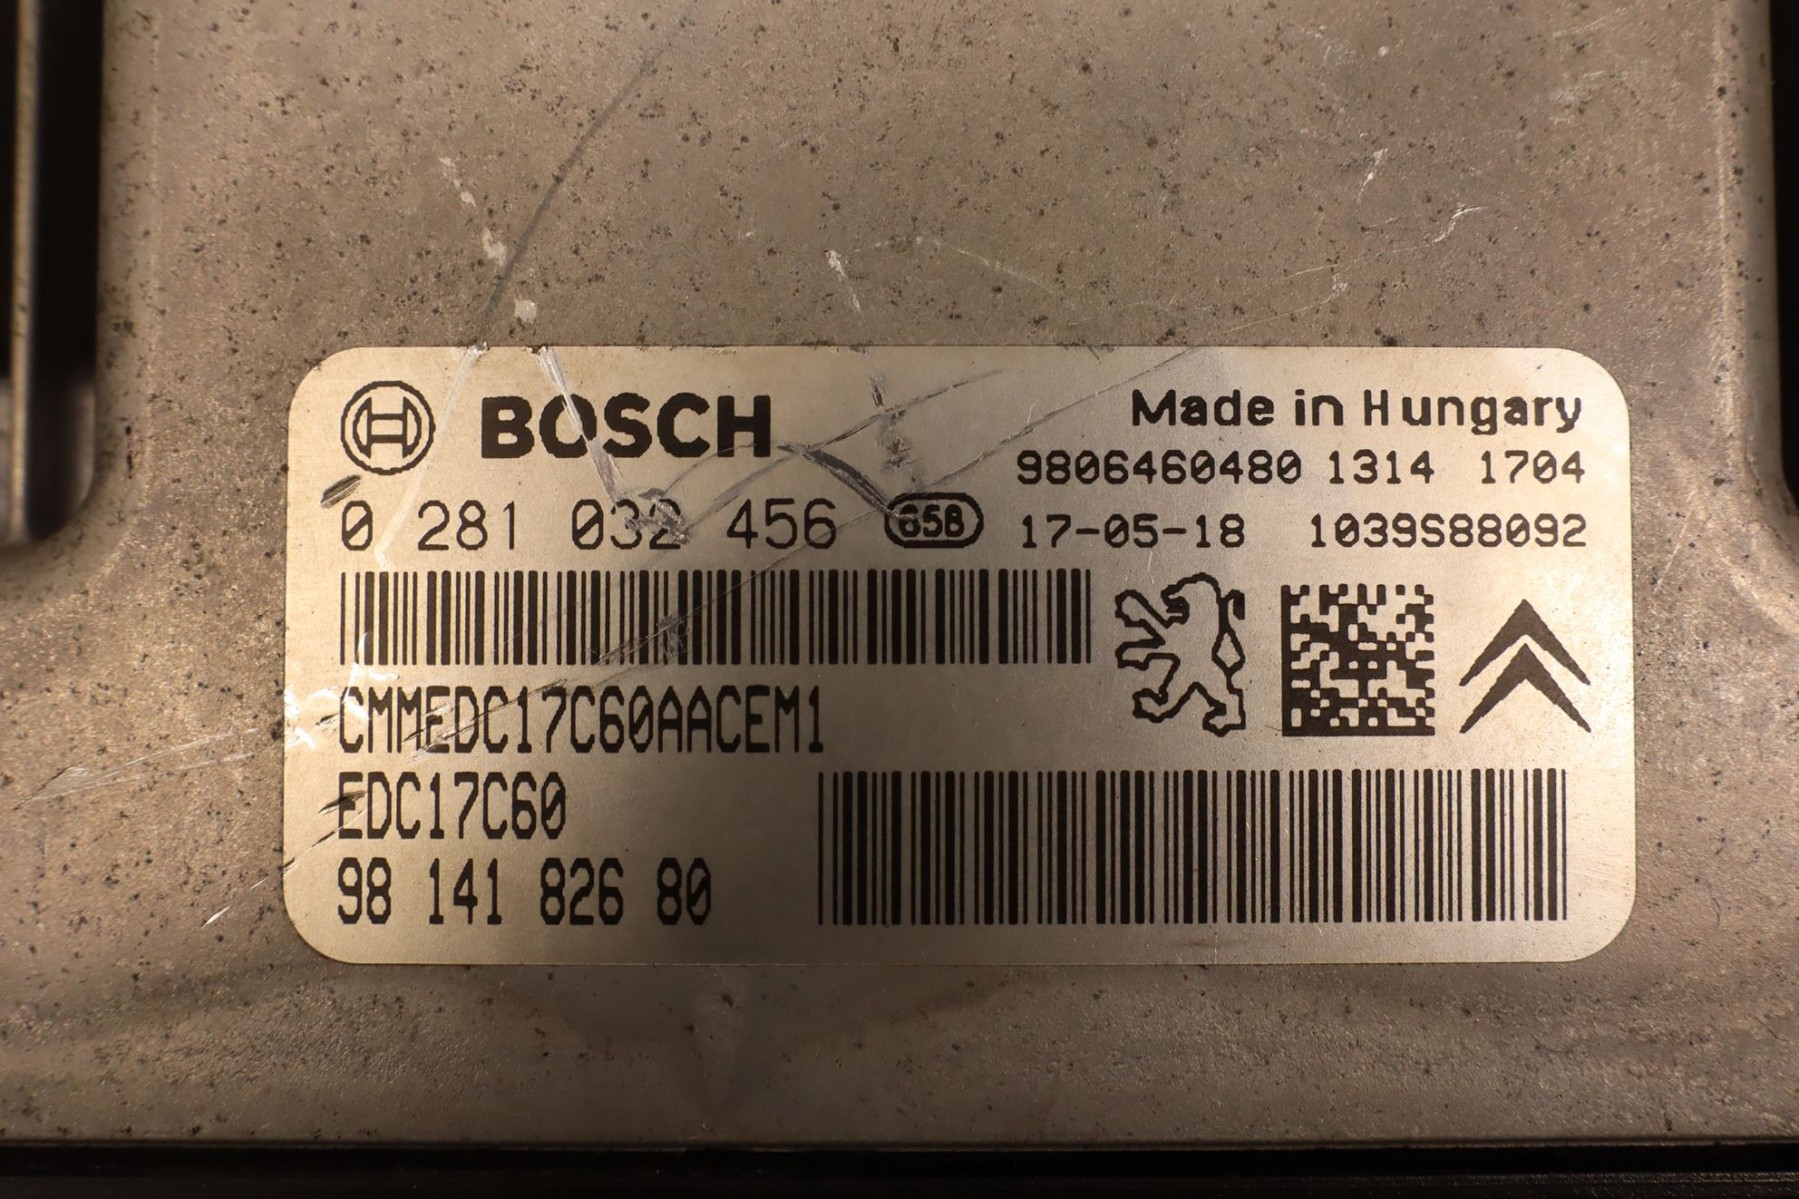 BOSCH
Made in Hungary
9806460480 1314 1704
0 281 032 456
17-05-18 1039S88092
CMMEDC17C60AACEM1
EDC17C60
98 141 826 80